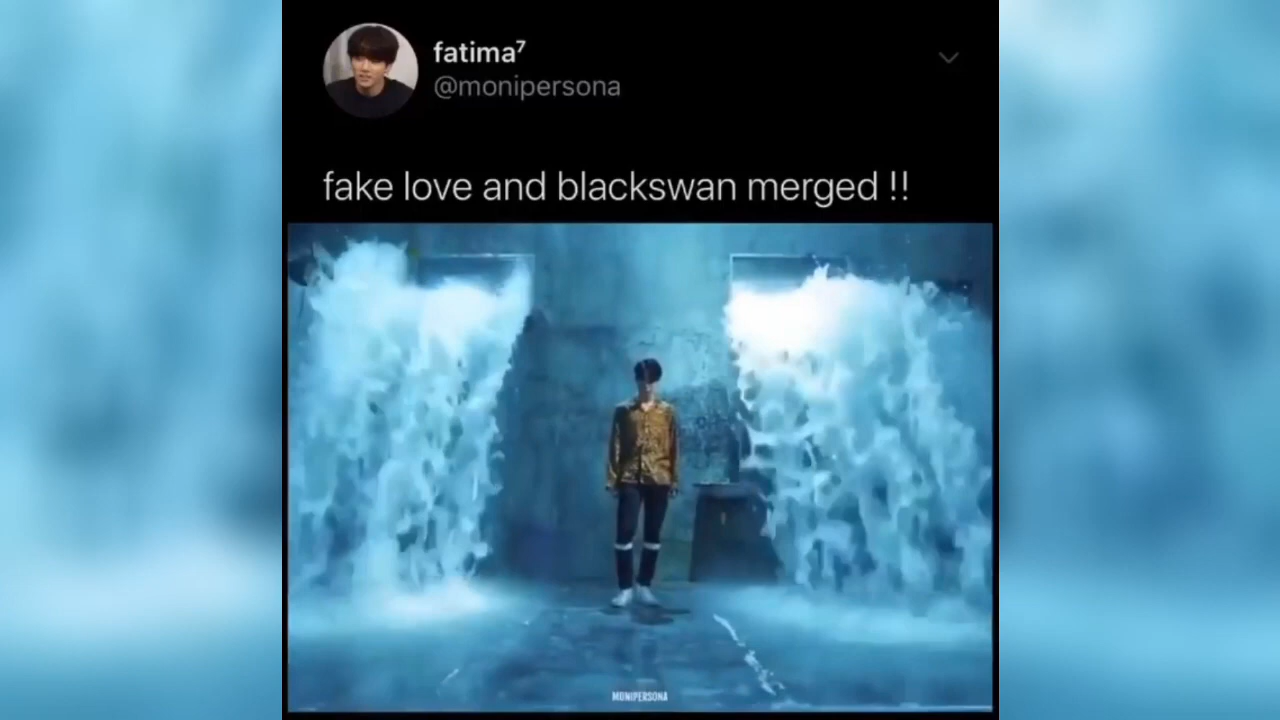 fatima⁷
@monipersona
fake love and blackswan merged !!
MONIPERSONA